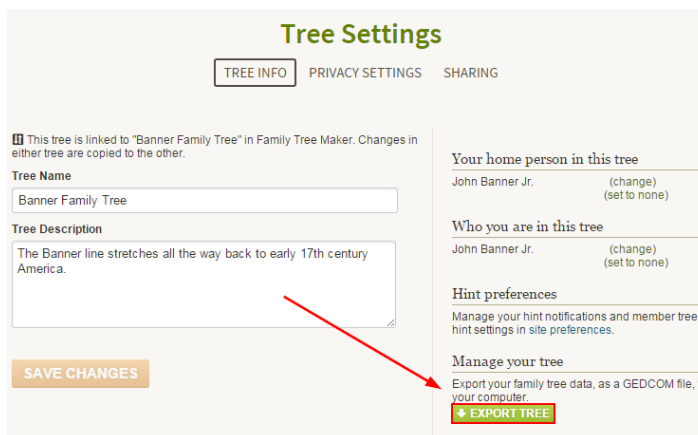 Tree Settings
TREE INFO PRIVACY SETTINGS SHARING
This tree is linked to "Banner Family Tree" in Family Tree Maker. Changes in
either tree are copied to the other.
Tree Name
Banner Family Tree
Tree Description
The Banner line stretches all the way back to early 17th century
America.
SAVE CHANGES
Your home person in this tree
John Banner Jr. (change)
(set to none)
Who you are in this tree
John Banner Jr. (change)
(set to none)
Hint preferences
Manage your hint notifications and member tree
hint settings in site preferences.
Manage your tree
Export your family tree data, as a GEDCOM file,
your computer.
EXPORT TREE